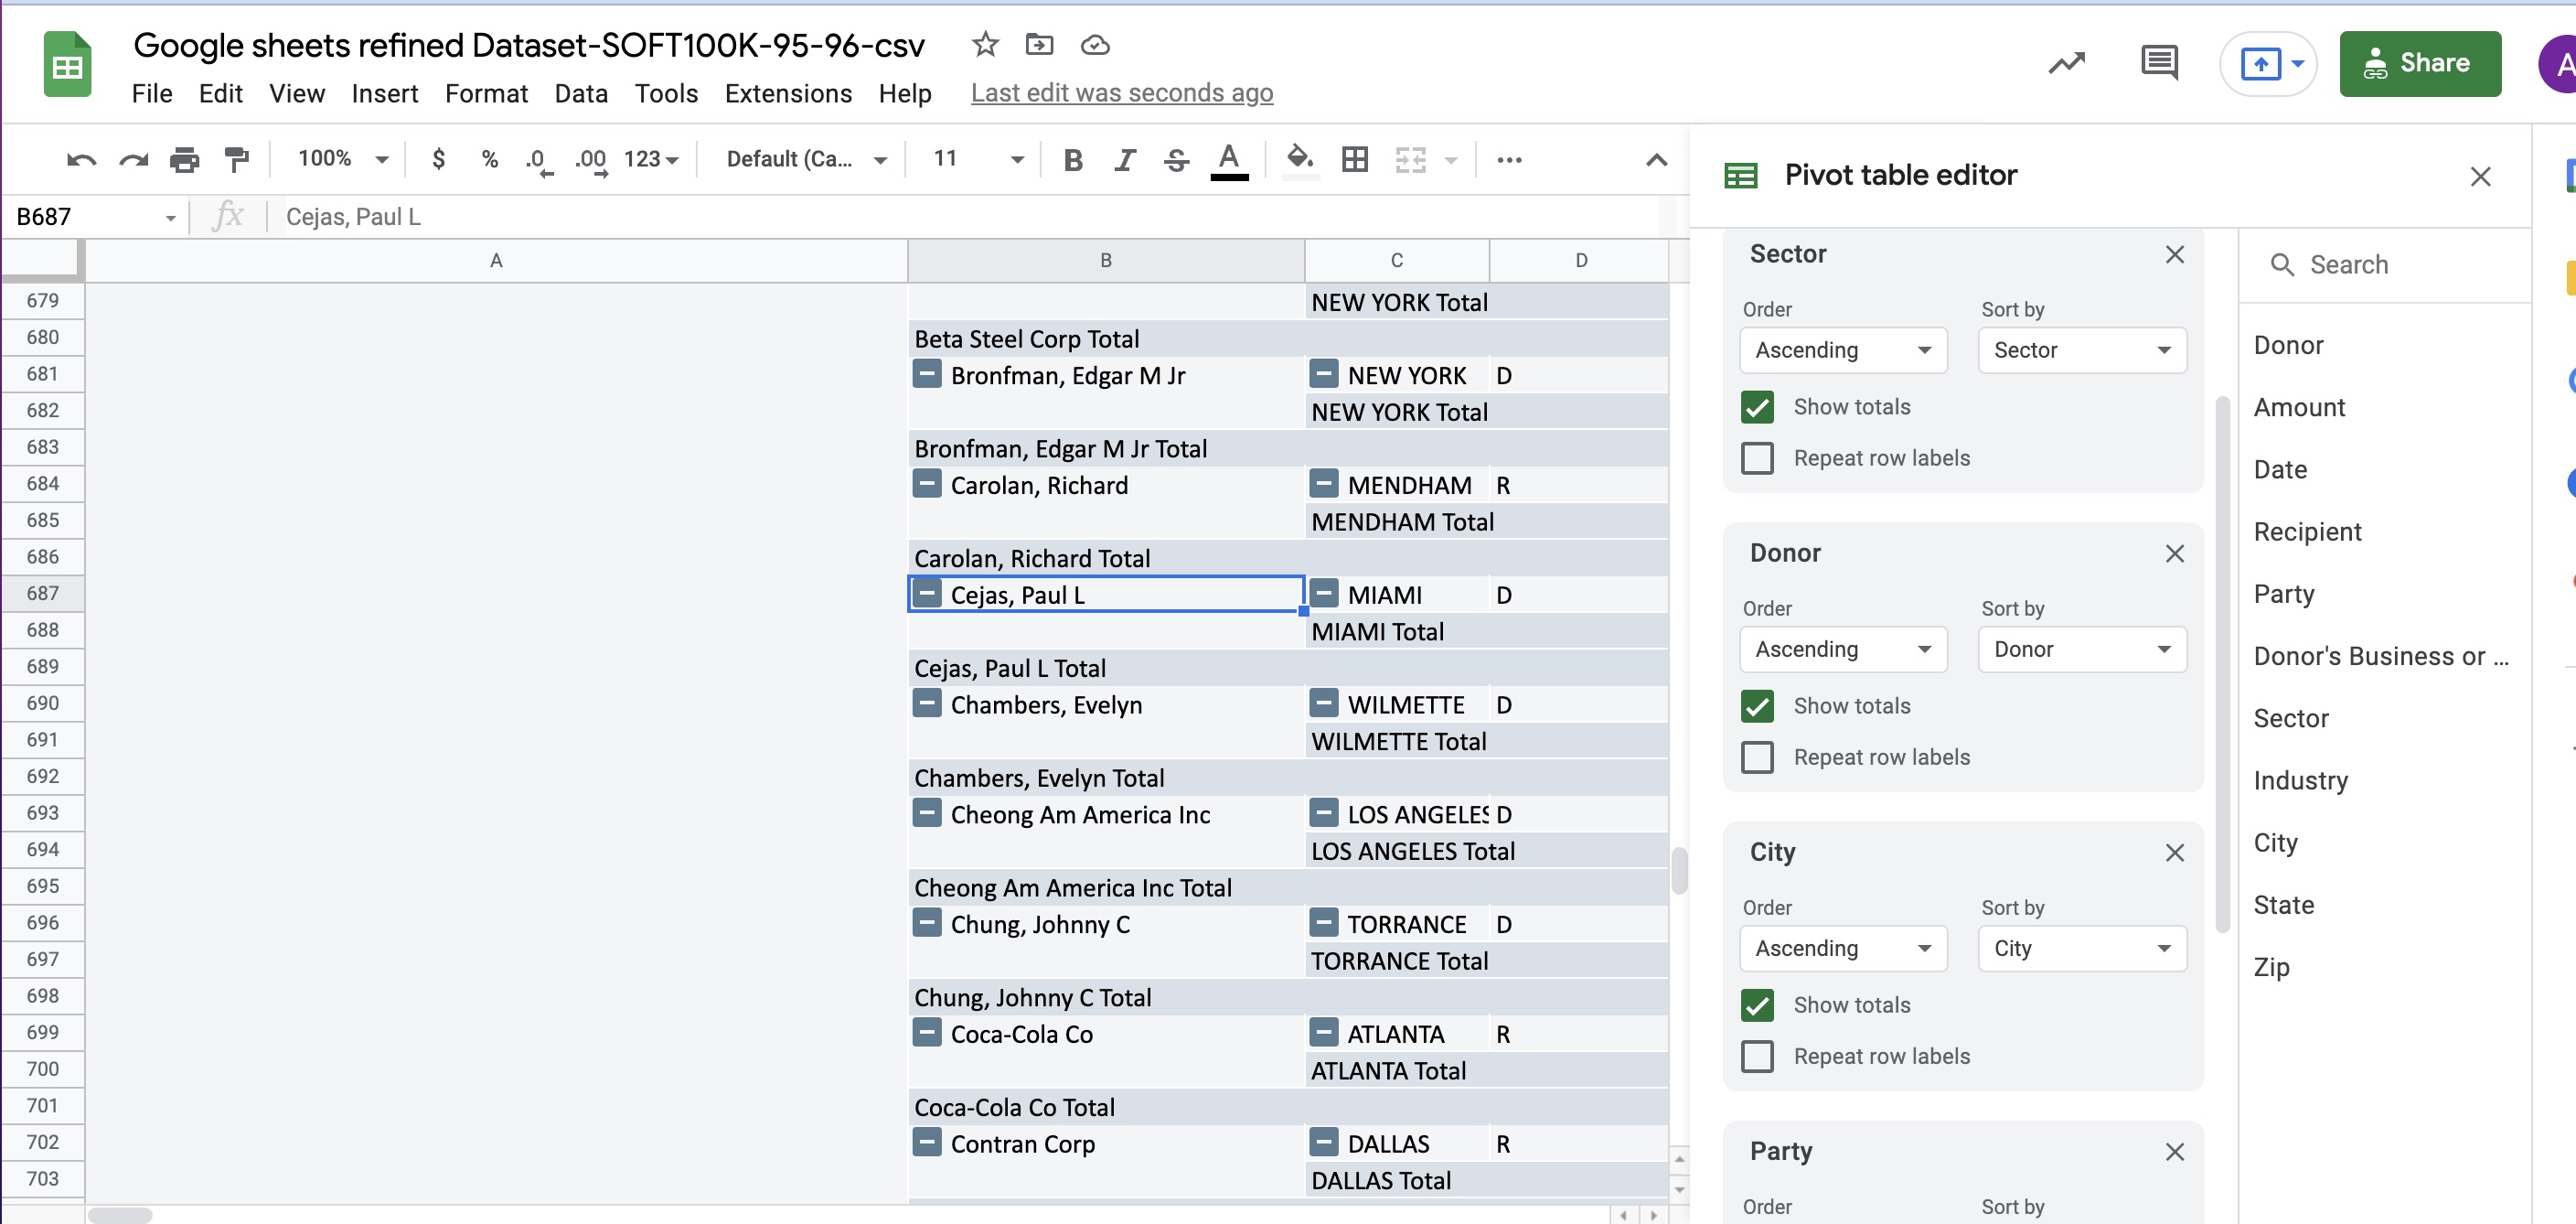 Google sheets refined Dataset-SOFT100K-95-96-csv
File Edit View Insert Format Data Tools Extensions Help Last edit was seconds ago
Share
A
100% $ % .0 .00 123 Default (Ca... 11 B I S A ...
Pivot table editor
B687 fx Cejas, Paul L
A B C D
679 NEW YORK Total
680 Beta Steel Corp Total
681 Bronfman, Edgar M Jr NEW YORK D
682 NEW YORK Total
683 Bronfman, Edgar M Jr Total
684 Carolan, Richard MENDHAM R
685 MENDHAM Total
686 Carolan, Richard Total
687 Cejas, Paul L MIAMI D
688 MIAMI Total
689 Cejas, Paul L Total
690 Chambers, Evelyn WILMETTE D
691 WILMETTE Total
692 Chambers, Evelyn Total
693 Cheong Am America Inc LOS ANGELES D
694 LOS ANGELES Total
695 Cheong Am America Inc Total
696 Chung, Johnny C TORRANCE D
697 TORRANCE Total
698 Chung, Johnny C Total
699 Coca-Cola Co ATLANTA R
700 ATLANTA Total
701 Coca-Cola Co Total
702 Contran Corp DALLAS R
703 DALLAS Total
Sector
Order Sort by
Ascending Sector
Show totals
Repeat row labels
Donor
Order Sort by
Ascending Donor
Show totals
Repeat row labels
City
Order Sort by
Ascending City
Show totals
Repeat row labels
Party
Order Sort by
Search
Donor
Amount
Date
Recipient
Party
Donor's Business or ...
Sector
Industry
City
State
Zip